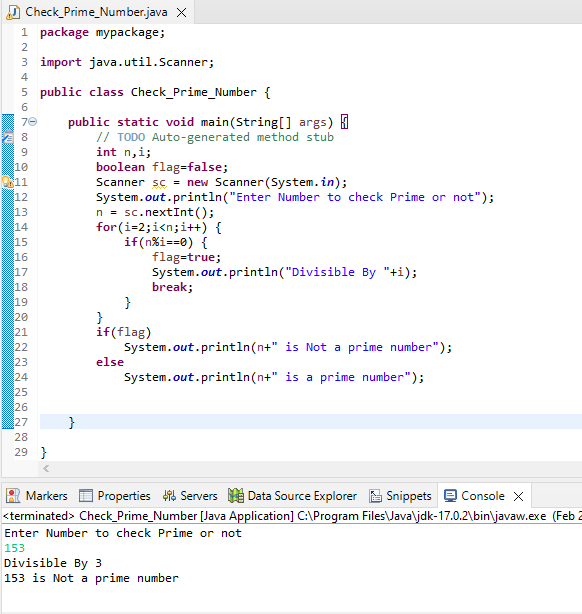 Check_Prime_Number.java
1 package mypackage;
2
3 import java.util.Scanner;
4
5 public class Check_Prime_Number {
6
7     public static void main(String[] args) {
8         // TODO Auto-generated method stub
9         int n,i;
10         boolean flag=false;
11         Scanner sc = new Scanner(System.in);
12         System.out.println("Enter Number to check Prime or not");
13         n = sc.nextInt();
14         for(i=2;i<n;i++) {
15             if(n%i==0) {
16                 flag=true;
17                 System.out.println("Divisible By "+i);
18                 break;
19             }
20         }
21         if(flag)
22             System.out.println(n+" is Not a prime number");
23         else
24             System.out.println(n+" is a prime number");
25
26
27     }
28
29 }
Markers Properties Servers Data Source Explorer Snippets Console
<terminated> Check_Prime_Number [Java Application] C:\Program Files\Java\jdk-17.0.2\bin\javaw.exe (Feb 2
Enter Number to check Prime or not
153
Divisible By 3
153 is Not a prime number